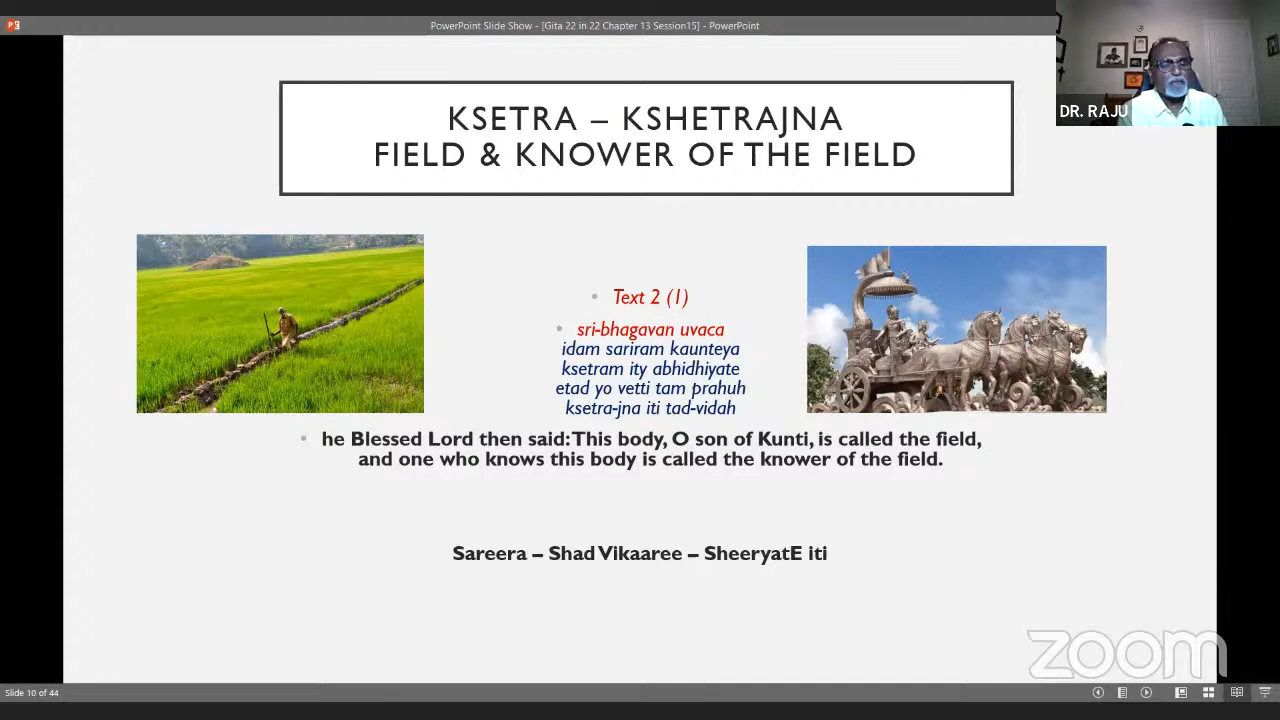 PowerPoint Slide Show - [Gita 22 in 22 Chapter 13 Session15] - PowerPoint
DR. RAJU
KSETRA – KSHETRAJNA
FIELD & KNOWER OF THE FIELD
• Text 2 (1)
• sri-bhagavan uvaca
idam sariram kaunteya
ksetram ity abhidhiyate
etad yo vetti tam prahuh
ksetra-jna iti tad-vidah
• he Blessed Lord then said: This body, O son of Kunti, is called the field,
and one who knows this body is called the knower of the field.
Sareera – Shad Vikaaree – SheeryatE iti
zoom
Slide 10 of 44